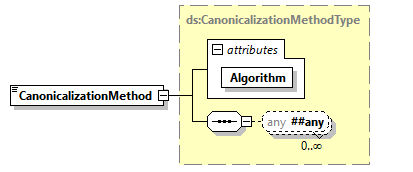 ds:CanonicalizationMethodType
attributes
Algorithm
CanonicalizationMethod
any ##any
0..∞